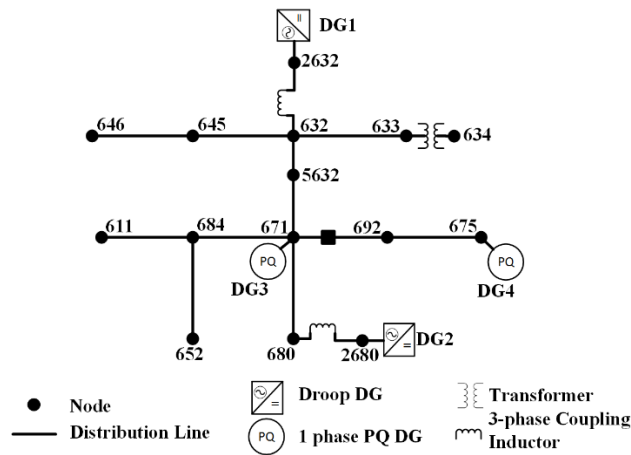 DG1
2632
646
645
632
633
634
5632
611
684
671
692
675
PQ
DG3
PQ
DG4
652
680
2680
DG2
Node
Distribution Line
Droop DG
PQ
1 phase PQ DG
Transformer
3-phase Coupling
Inductor